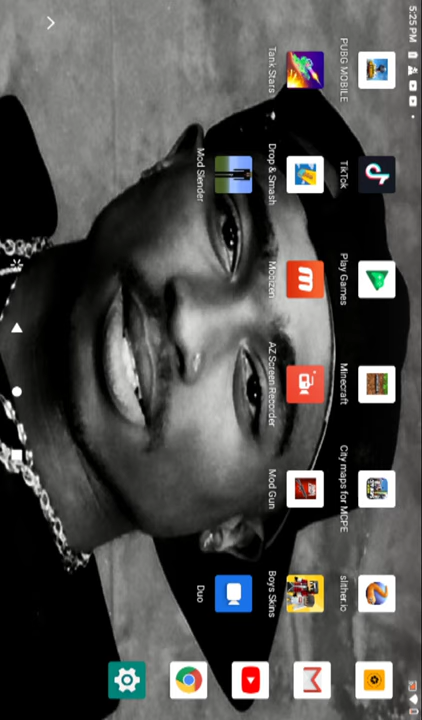 5:25 PM
PUBG MOBILE
TikTok
Play Games
Minecraft
City maps for MCPE
slither.io
Tank Stars
Drop & Smash
Mobizen
AZ Screen Recorder
Mod Gun
Boys Skins
Mod Slender
Duo